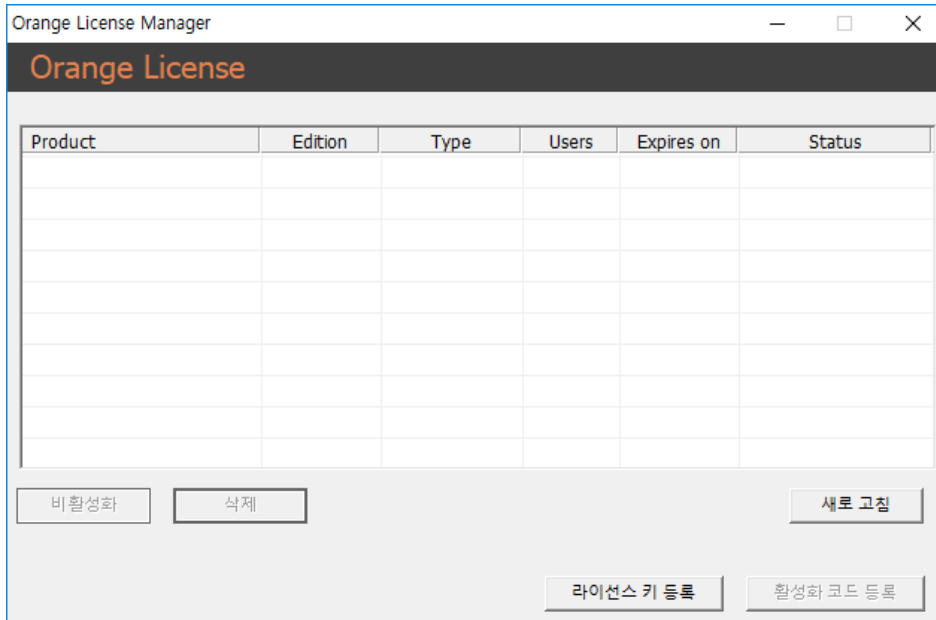 Orange License Manager
Orange License
Product Edition Type Users Expires on Status
비활성화 삭제 새로 고침
라이선스 키 등록 활성화 코드 등록